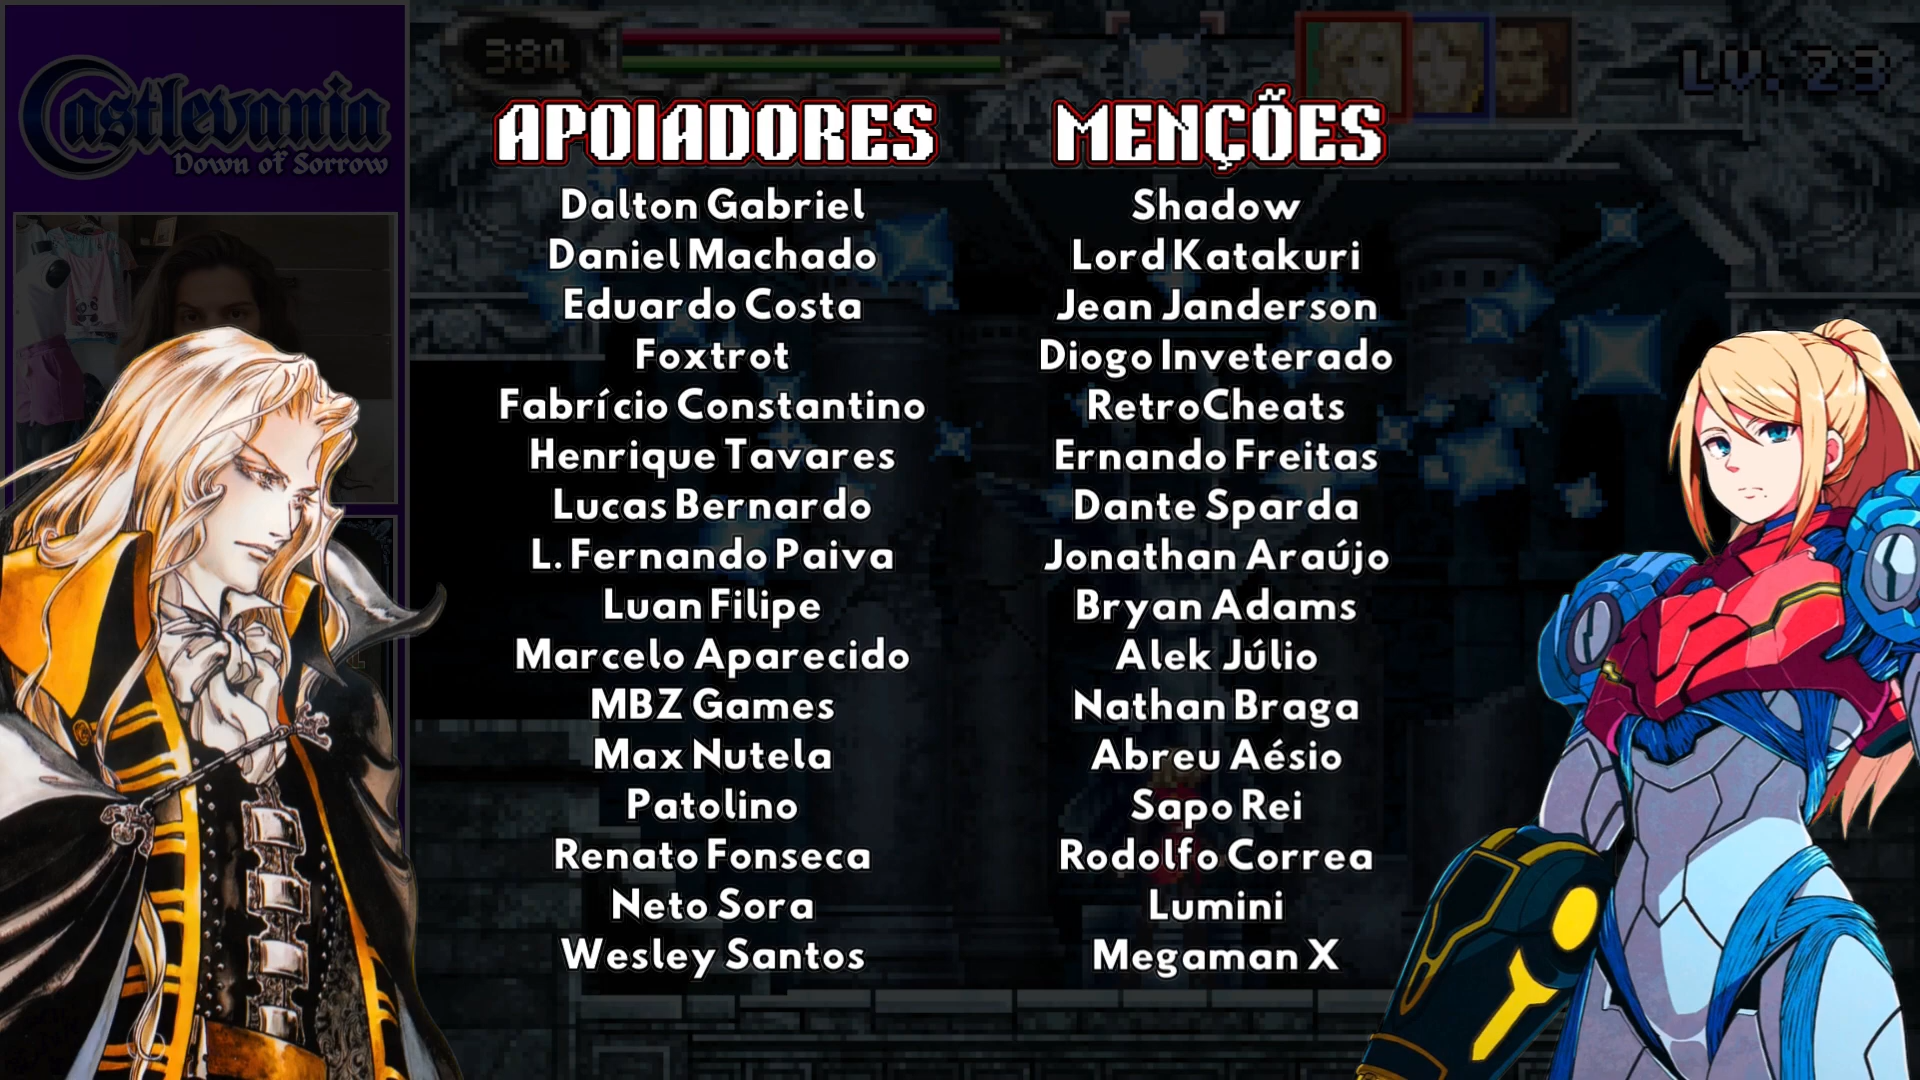 384
LV. 23
Castlevania
Down of Sorrow
APOIADORES
Dalton Gabriel
Daniel Machado
Eduardo Costa
Foxtrot
Fabrício Constantino
Henrique Tavares
Lucas Bernardo
L. Fernando Paiva
Luan Filipe
Marcelo Aparecido
MBZ Games
Max Nutela
Patolino
Renato Fonseca
Neto Sora
Wesley Santos
MENÇÕES
Shadow
Lord Katakuri
Jean Janderson
Diogo Inveterado
RetroCheats
Ernando Freitas
Dante Sparda
Jonathan Araújo
Bryan Adams
Alek Júlio
Nathan Braga
Abreu Aésio
Sapo Rei
Rodolfo Correa
Lumini
Megaman X